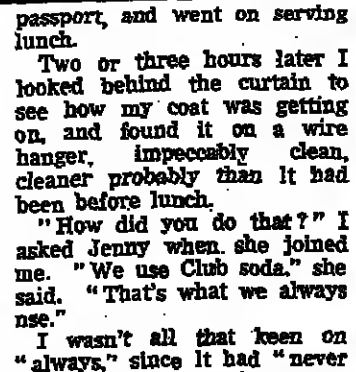 passport, and went on serving
lunch.
Two or three hours later I
looked behind the curtain to
see how my coat was getting
on, and found it on a wire
hanger, impeccably clean,
cleaner probably than it had
been before lunch.
"How did you do that?" I
asked Jenny when. she joined
me. "We use Club soda," she
said. "That's what we always
use."
I wasn't all that keen on
"always," since it had "never